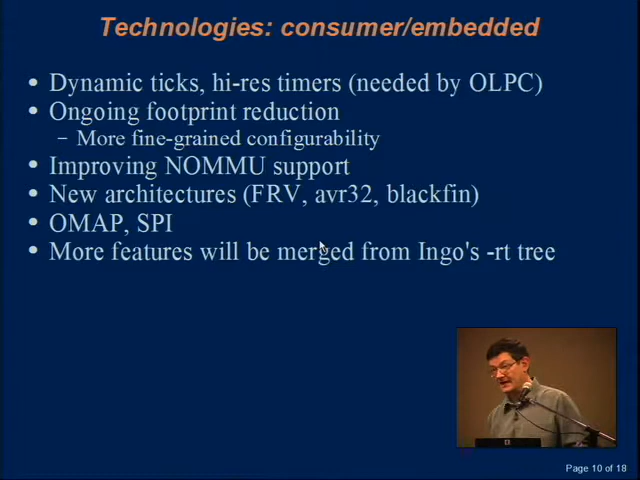 Technologies: consumer/embedded
• Dynamic ticks, hi-res timers (needed by OLPC)
• Ongoing footprint reduction
– More fine-grained configurability
• Improving NOMMU support
• New architectures (FRV, avr32, blackfin)
• OMAP, SPI
• More features will be merged from Ingo's -rt tree
Page 10 of 18